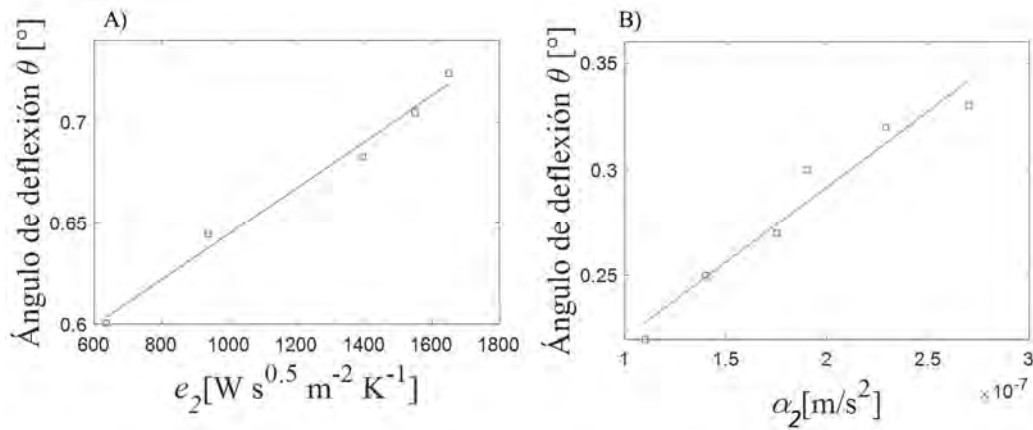 A)
Ángulo de deflexión θ [°]
0.7
0.65
0.6
600 800 1000 1200 1400 1600 1800
e₂[W s^0.5 m^-2 K^-1]
B)
Ángulo de deflexión θ [°]
0.35
0.3
0.25
1 1.5 2 2.5 3
× 10^-7
α₂[m/s^2]